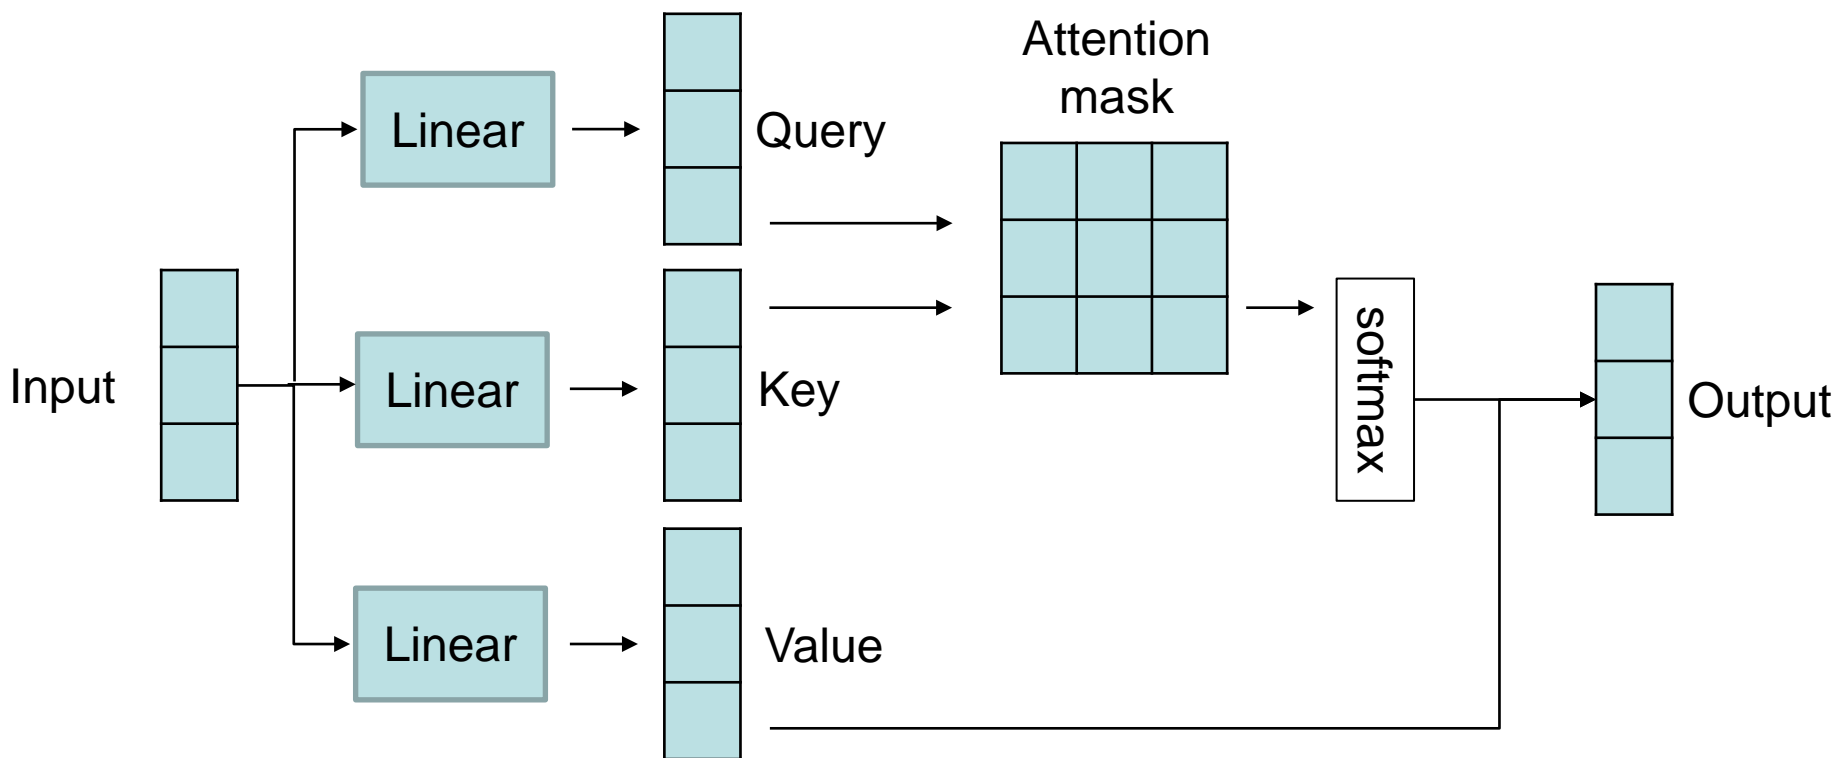 Attention
mask
Linear
Query
Input
Linear
Key
softmax
Output
Linear
Value